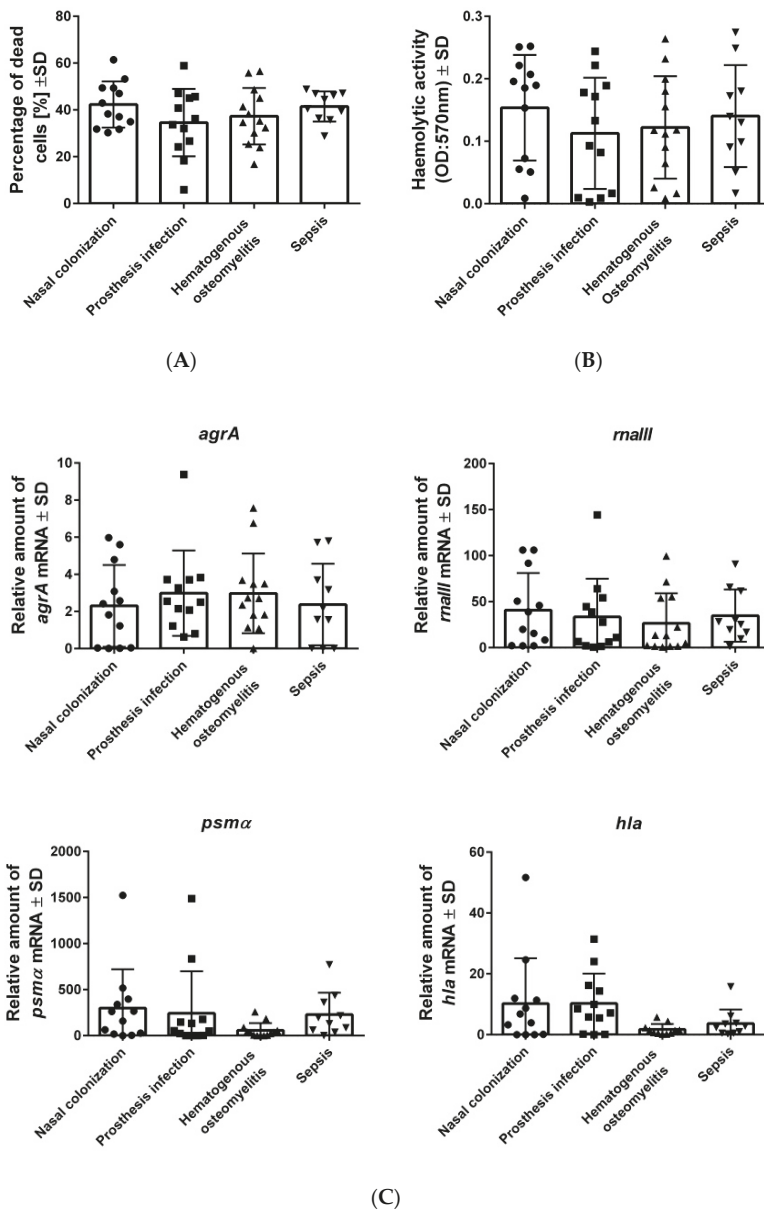 80
60
40
20
0
Percentage of dead
cells [%] ±SD
Nasal colonization
Prosthesis infection
Hematogenous
osteomyelitis
Sepsis
(A)
0.3
0.2
0.1
0.0
Haemolytic activity
(OD:570nm) ± SD
Nasal colonization
Prosthesis infection
Hematogenous
Osteomyelitis
Sepsis
(B)
agrA
10
8
6
4
2
0
Relative amount of
agrA mRNA ± SD
Nasal colonization
Prosthesis infection
Hematogenous
osteomyelitis
Sepsis
rnaIII
200
150
100
50
0
Relative amount of
rnaIII mRNA ± SD
Nasal colonization
Prosthesis infection
Hematogenous
osteomyelitis
Sepsis
psmα
2000
1500
1000
500
0
Relative amount of
psmα mRNA ± SD
Nasal colonization
Prosthesis infection
Hematogenous
osteomyelitis
Sepsis
hla
60
40
20
0
Relative amount of
hla mRNA ± SD
Nasal colonization
Prosthesis infection
Hematogenous
osteomyelitis
Sepsis
(C)